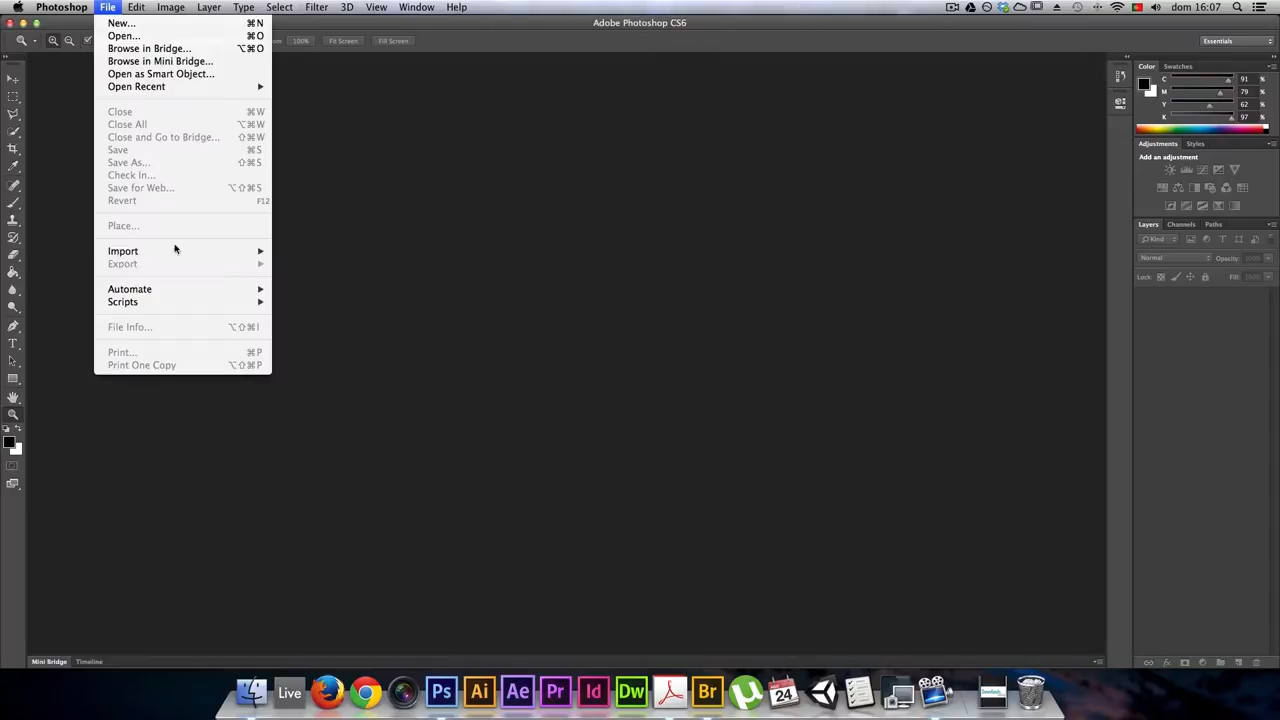 Photoshop File Edit Image Layer Type Select Filter 3D View Window Help dom 16:07
Adobe Photoshop CS6
100% Fit Screen Fill Screen Essentials
New... ⌘N
Open... ⌘O
Browse in Bridge... ⌥⌘O
Browse in Mini Bridge...
Open as Smart Object...
Open Recent
Close ⌘W
Close All ⌥⌘W
Close and Go to Bridge... ⇧⌘W
Save ⌘S
Save As... ⇧⌘S
Check In...
Save for Web... ⌥⇧⌘S
Revert F12
Place...
Import
Export
Automate
Scripts
File Info... ⌥⇧⌘I
Print... ⌘P
Print One Copy ⌥⇧⌘P
Color Swatches
C 91 %
M 79 %
Y 62 %
K 97 %
Adjustments Styles
Add an adjustment
Layers Channels Paths
Kind
Normal Opacity:
Lock: Fill:
Mini Bridge Timeline
Live Ps Ai Ae Pr Id Dw Br 24